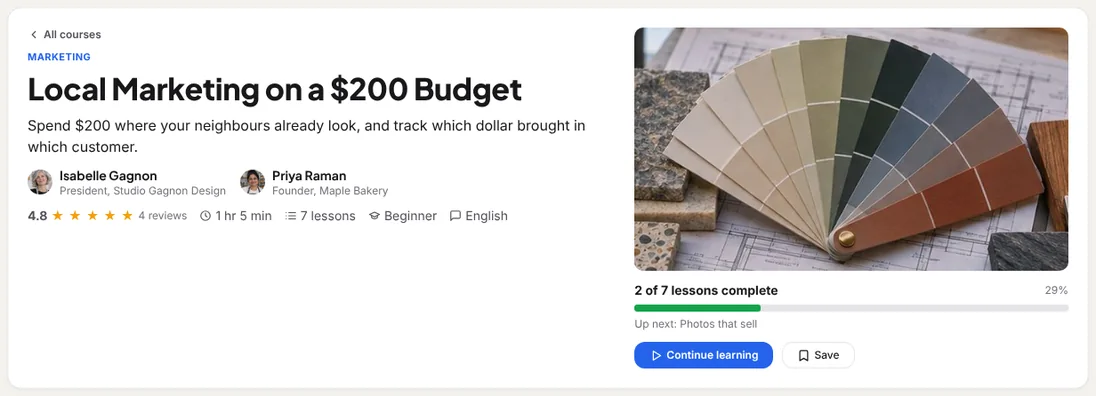 All courses
MARKETING
Local Marketing on a $200 Budget
Spend $200 where your neighbours already look, and track which dollar brought in
which customer.
Isabelle Gagnon
President, Studio Gagnon Design
Priya Raman
Founder, Maple Bakery
4.8 ★ ★ ★ ★ ★ 4 reviews 1 hr 5 min 7 lessons Beginner English
2 of 7 lessons complete 29%
Up next: Photos that sell
Continue learning Save